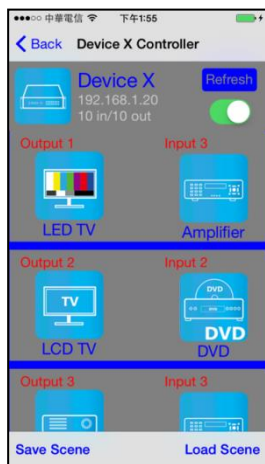 中華電信 下午1:55
Back Device X Controller
Device X Refresh
192.168.1.20
10 in/10 out
Output 1 Input 3
LED TV Amplifier
Output 2 Input 2
TV DVD
DVD
LCD TV DVD
Output 3 Input 3
Save Scene Load Scene